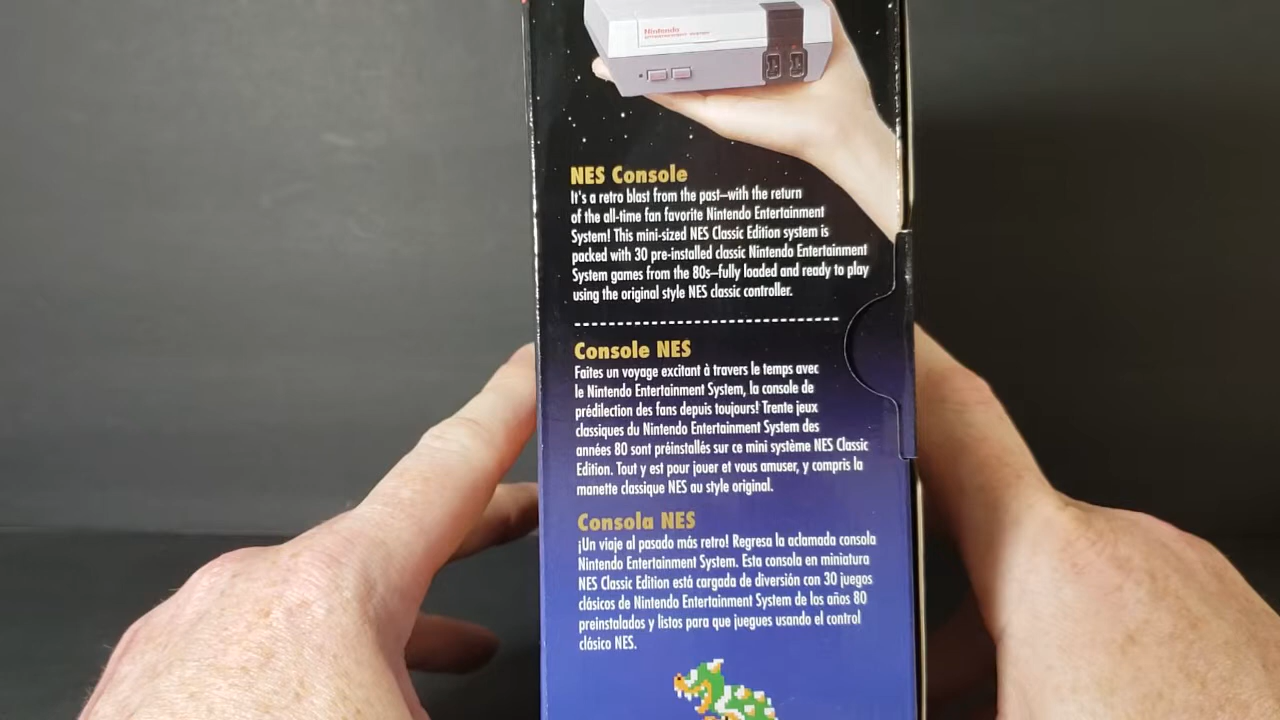 Nintendo
ENTERTAINMENT SYSTEM
NES Console
It's a retro blast from the past–with the return
of the all-time fan favorite Nintendo Entertainment
System! This mini-sized NES Classic Edition system is
packed with 30 pre-installed classic Nintendo Entertainment
System games from the 80s–fully loaded and ready to play
using the original style NES classic controller.
Console NES
Faites un voyage excitant à travers le temps avec
le Nintendo Entertainment System, la console de
prédilection des fans depuis toujours! Trente jeux
classiques du Nintendo Entertainment System des
années 80 sont préinstallés sur ce mini système NES Classic
Edition. Tout y est pour jouer et vous amuser, y compris la
manette classique NES au style original.
Consola NES
¡Un viaje al pasado más retro! Regresa la aclamada consola
Nintendo Entertainment System. Esta consola en miniatura
NES Classic Edition está cargada de diversión con 30 juegos
clásicos de Nintendo Entertainment System de los años 80
preinstalados y listos para que juegues usando el control
clásico NES.